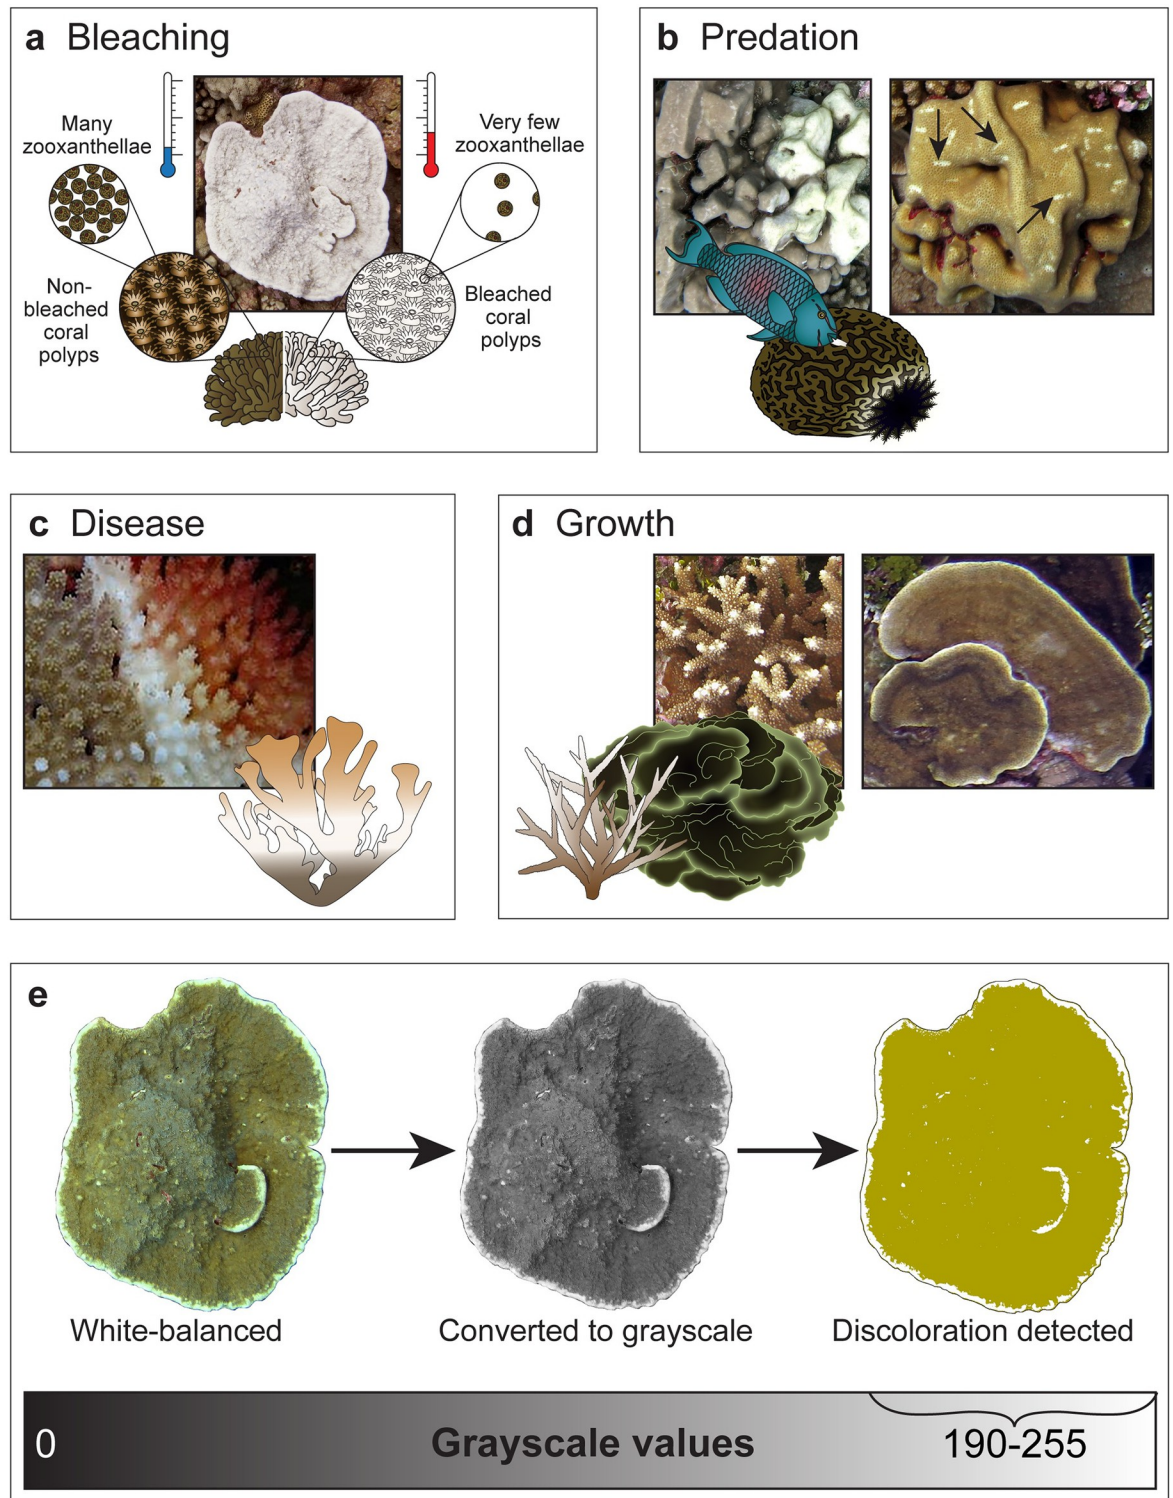 a Bleaching
Many
zooxanthellae
Very few
zooxanthellae
Non-
bleached
coral
polyps
Bleached
coral
polyps
b Predation
c Disease
d Growth
e
White-balanced
Converted to grayscale
Discoloration detected
0
Grayscale values
190-255